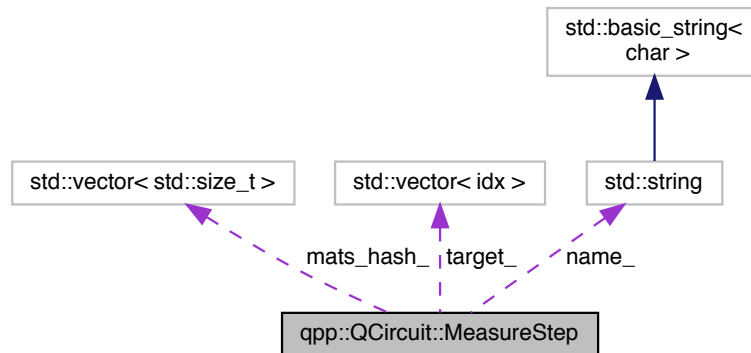 std::basic_string<
char >
std::vector< std::size_t >
std::vector< idx >
std::string
mats_hash_
target_
name_
qpp::QCircuit::MeasureStep